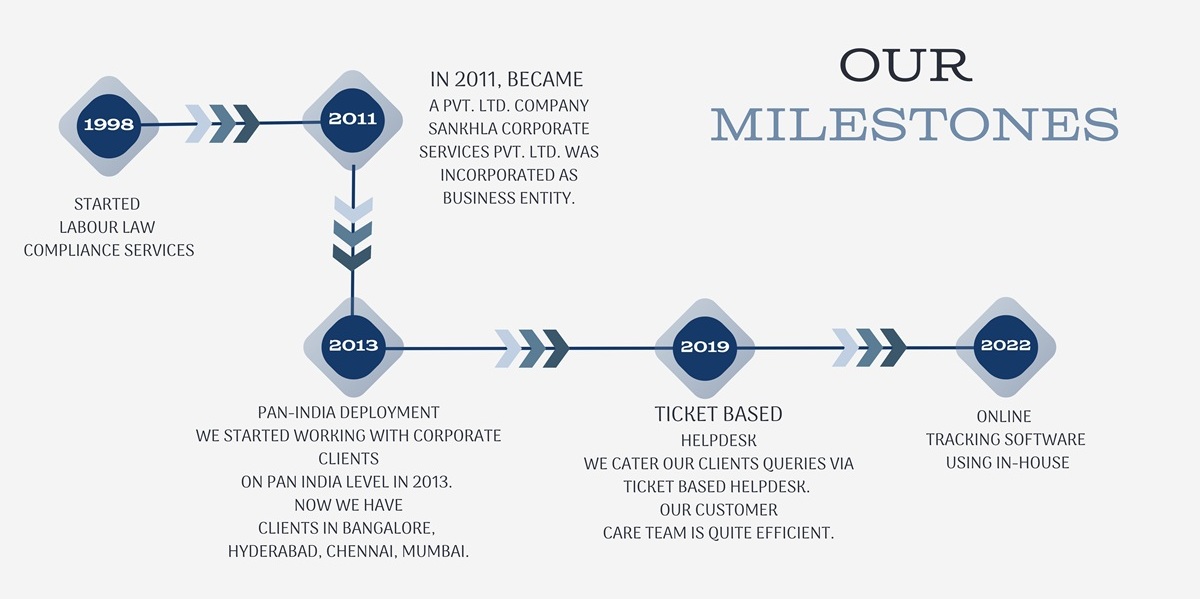 OUR
MILESTONES
1998
STARTED
LABOUR LAW
COMPLIANCE SERVICES
2011
IN 2011, BECAME
A PVT. LTD. COMPANY
SANKHLA CORPORATE
SERVICES PVT. LTD. WAS
INCORPORATED AS
BUSINESS ENTITY.
2013
PAN-INDIA DEPLOYMENT
WE STARTED WORKING WITH CORPORATE
CLIENTS
ON PAN INDIA LEVEL IN 2013.
NOW WE HAVE
CLIENTS IN BANGALORE,
HYDERABAD, CHENNAI, MUMBAI.
2019
TICKET BASED
HELPDESK
WE CATER OUR CLIENTS QUERIES VIA
TICKET BASED HELPDESK.
OUR CUSTOMER
CARE TEAM IS QUITE EFFICIENT.
2022
ONLINE
TRACKING SOFTWARE
USING IN-HOUSE